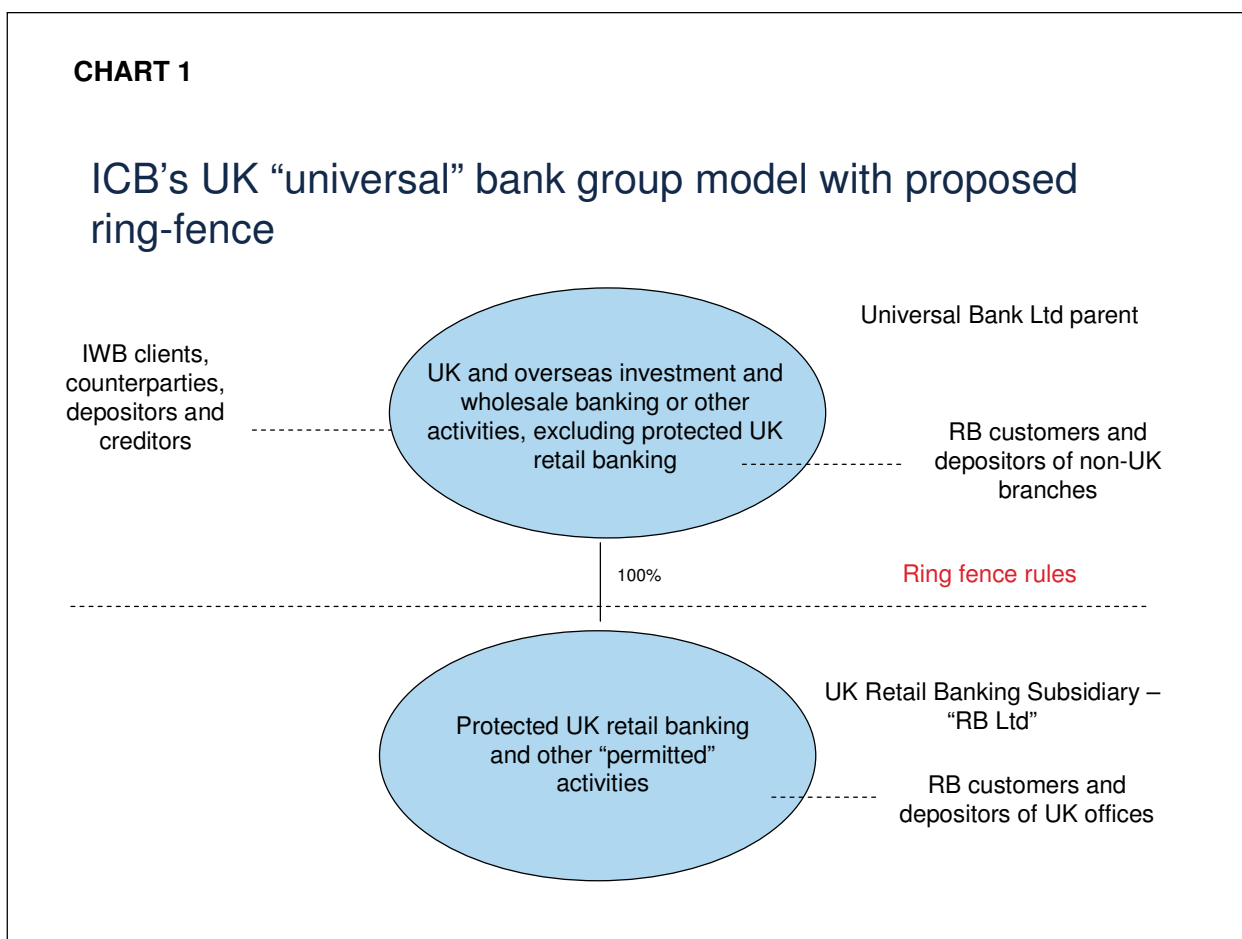 CHART 1
ICB’s UK “universal” bank group model with proposed
ring-fence
Universal Bank Ltd parent
IWB clients,
counterparties,
depositors and
creditors
UK and overseas investment and
wholesale banking or other
activities, excluding protected UK
retail banking
RB customers and
depositors of non-UK
branches
100%
Ring fence rules
UK Retail Banking Subsidiary –
“RB Ltd”
Protected UK retail banking
and other “permitted”
activities
RB customers and
depositors of UK offices